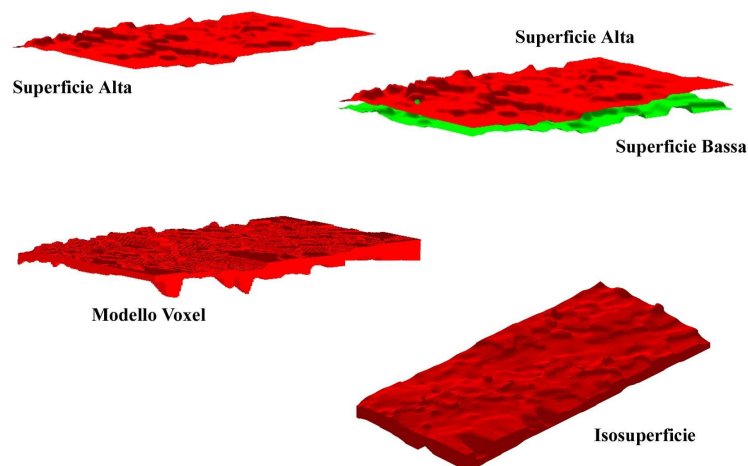 Superficie Alta
Superficie Alta
Superficie Bassa
Modello Voxel
Isosuperficie